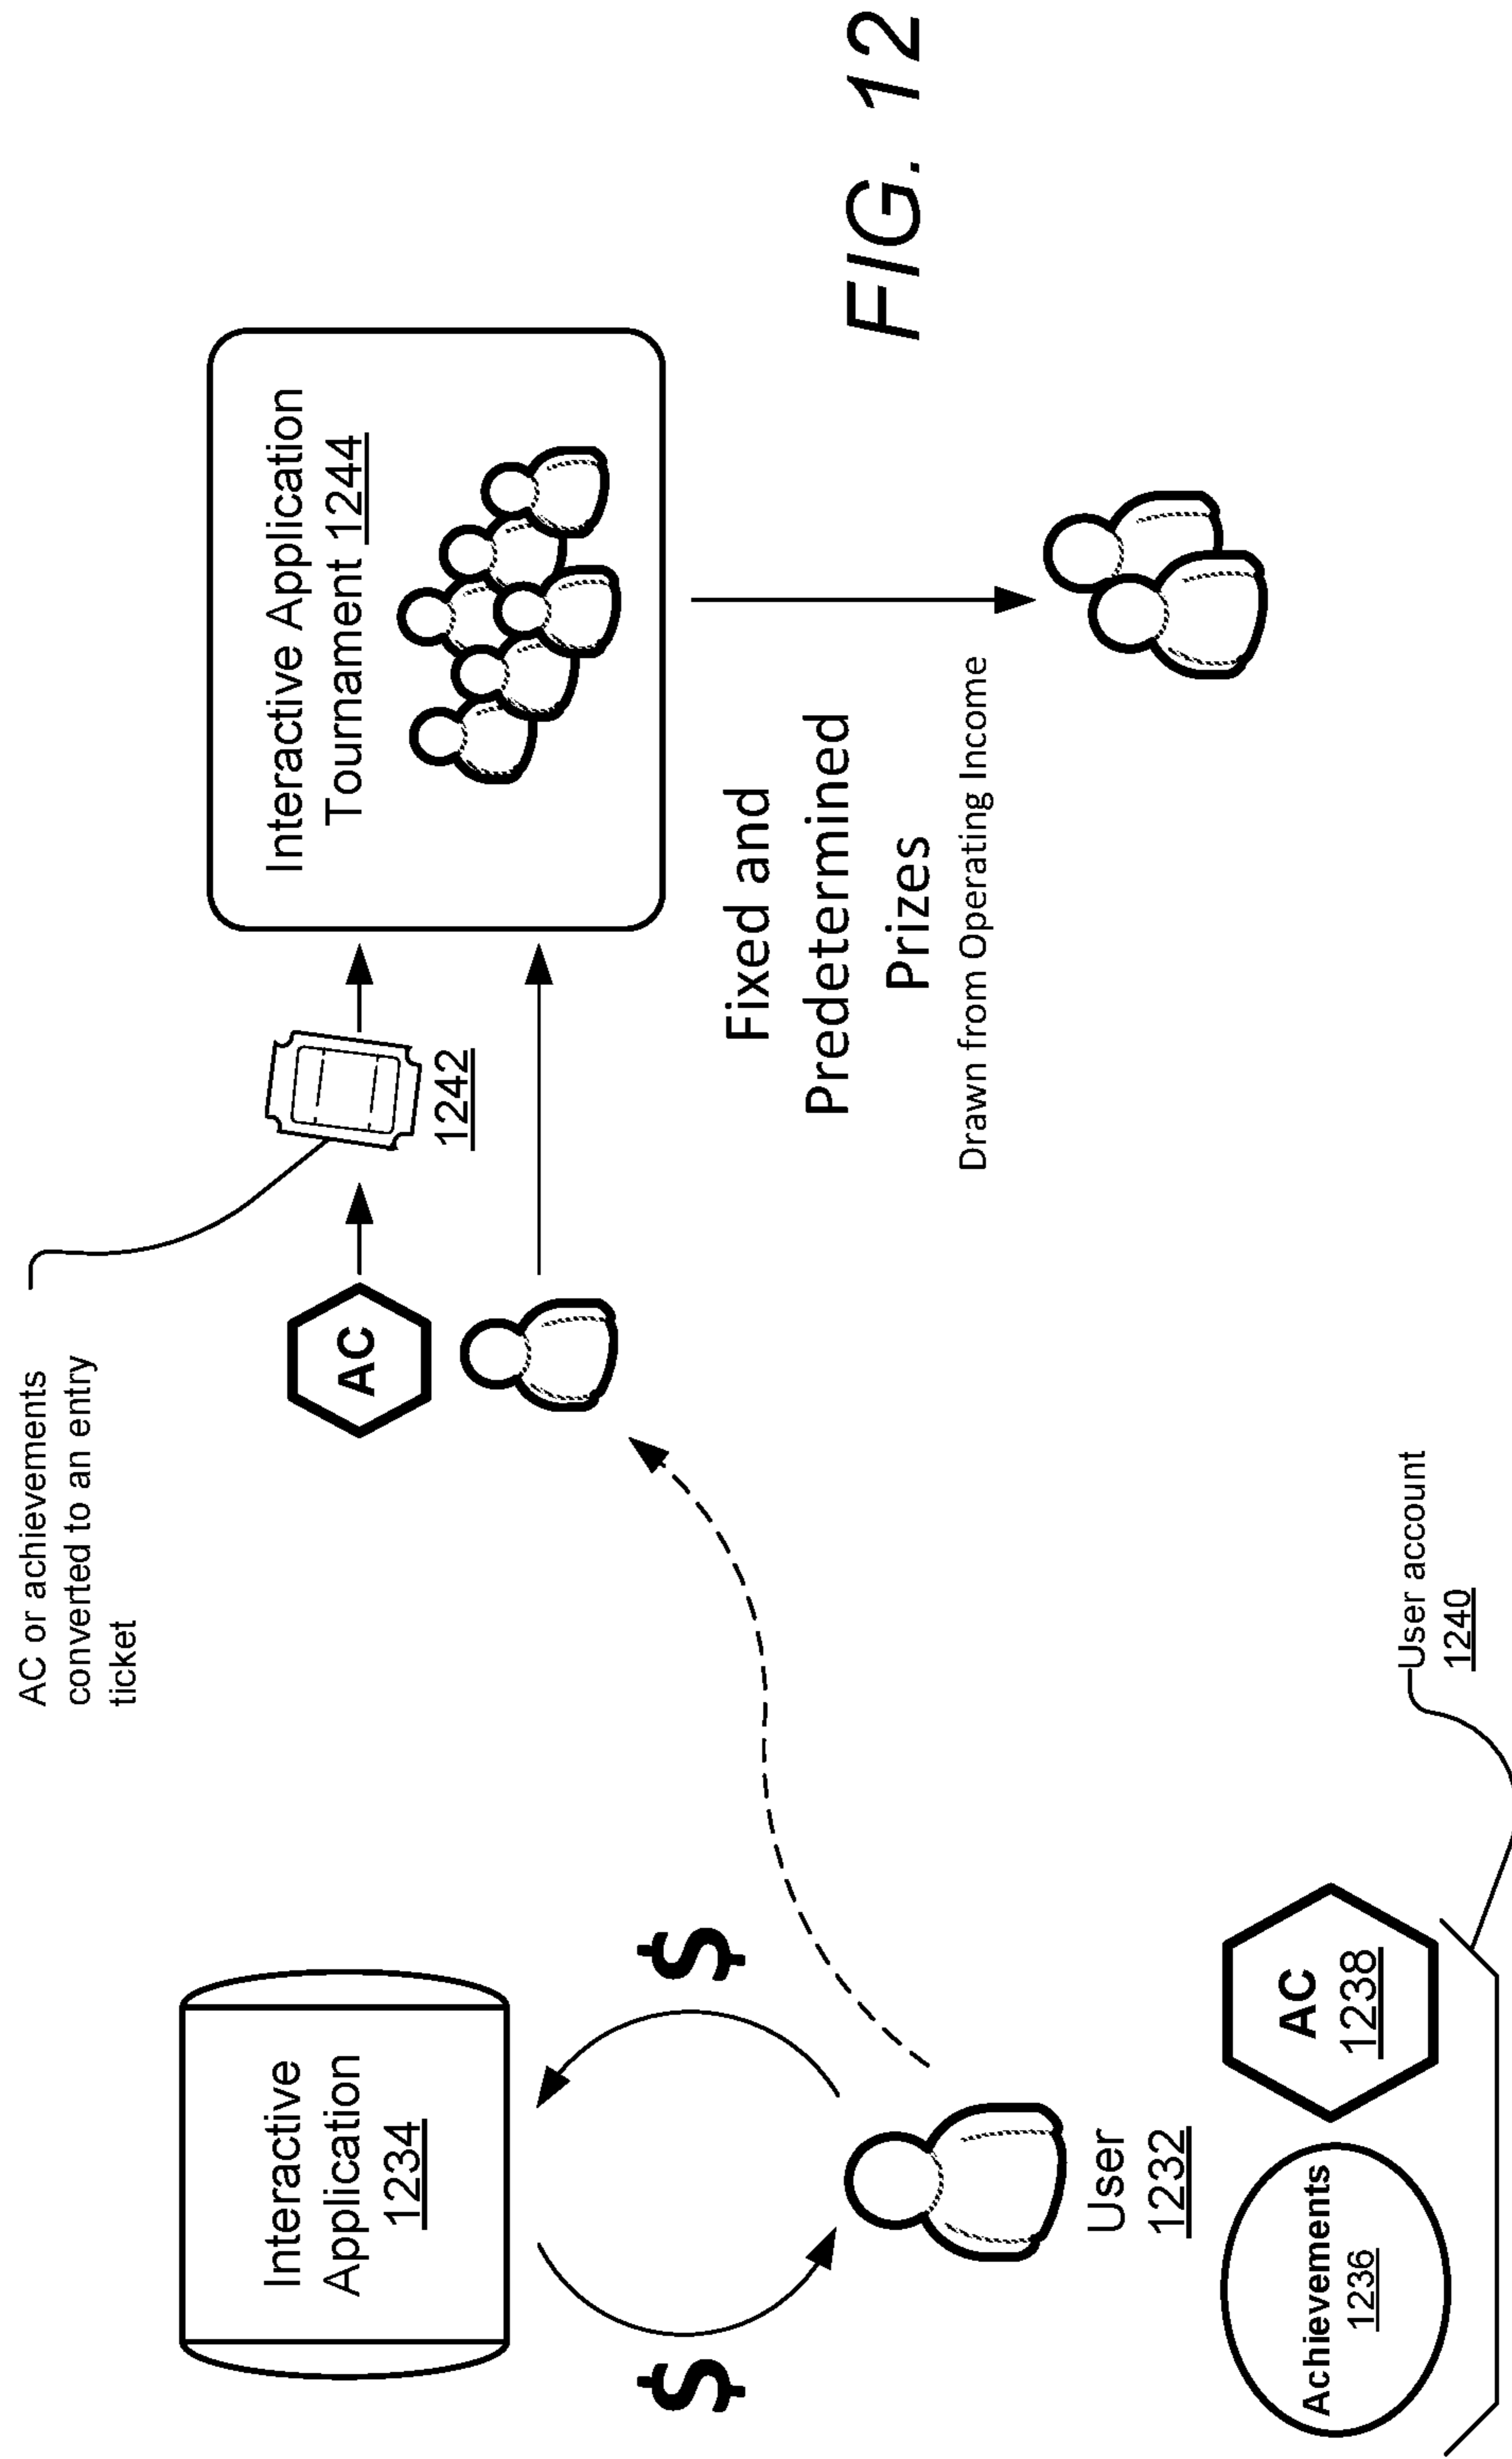 AC or achievements
converted to an entry
ticket
Interactive
Application
1234
$
$
User
1232
Achievements
1236
AC
1238
User account
1240
AC
1242
Interactive Application
Tournament 1244
Fixed and
Predetermined
Prizes
Drawn from Operating Income
FIG. 12